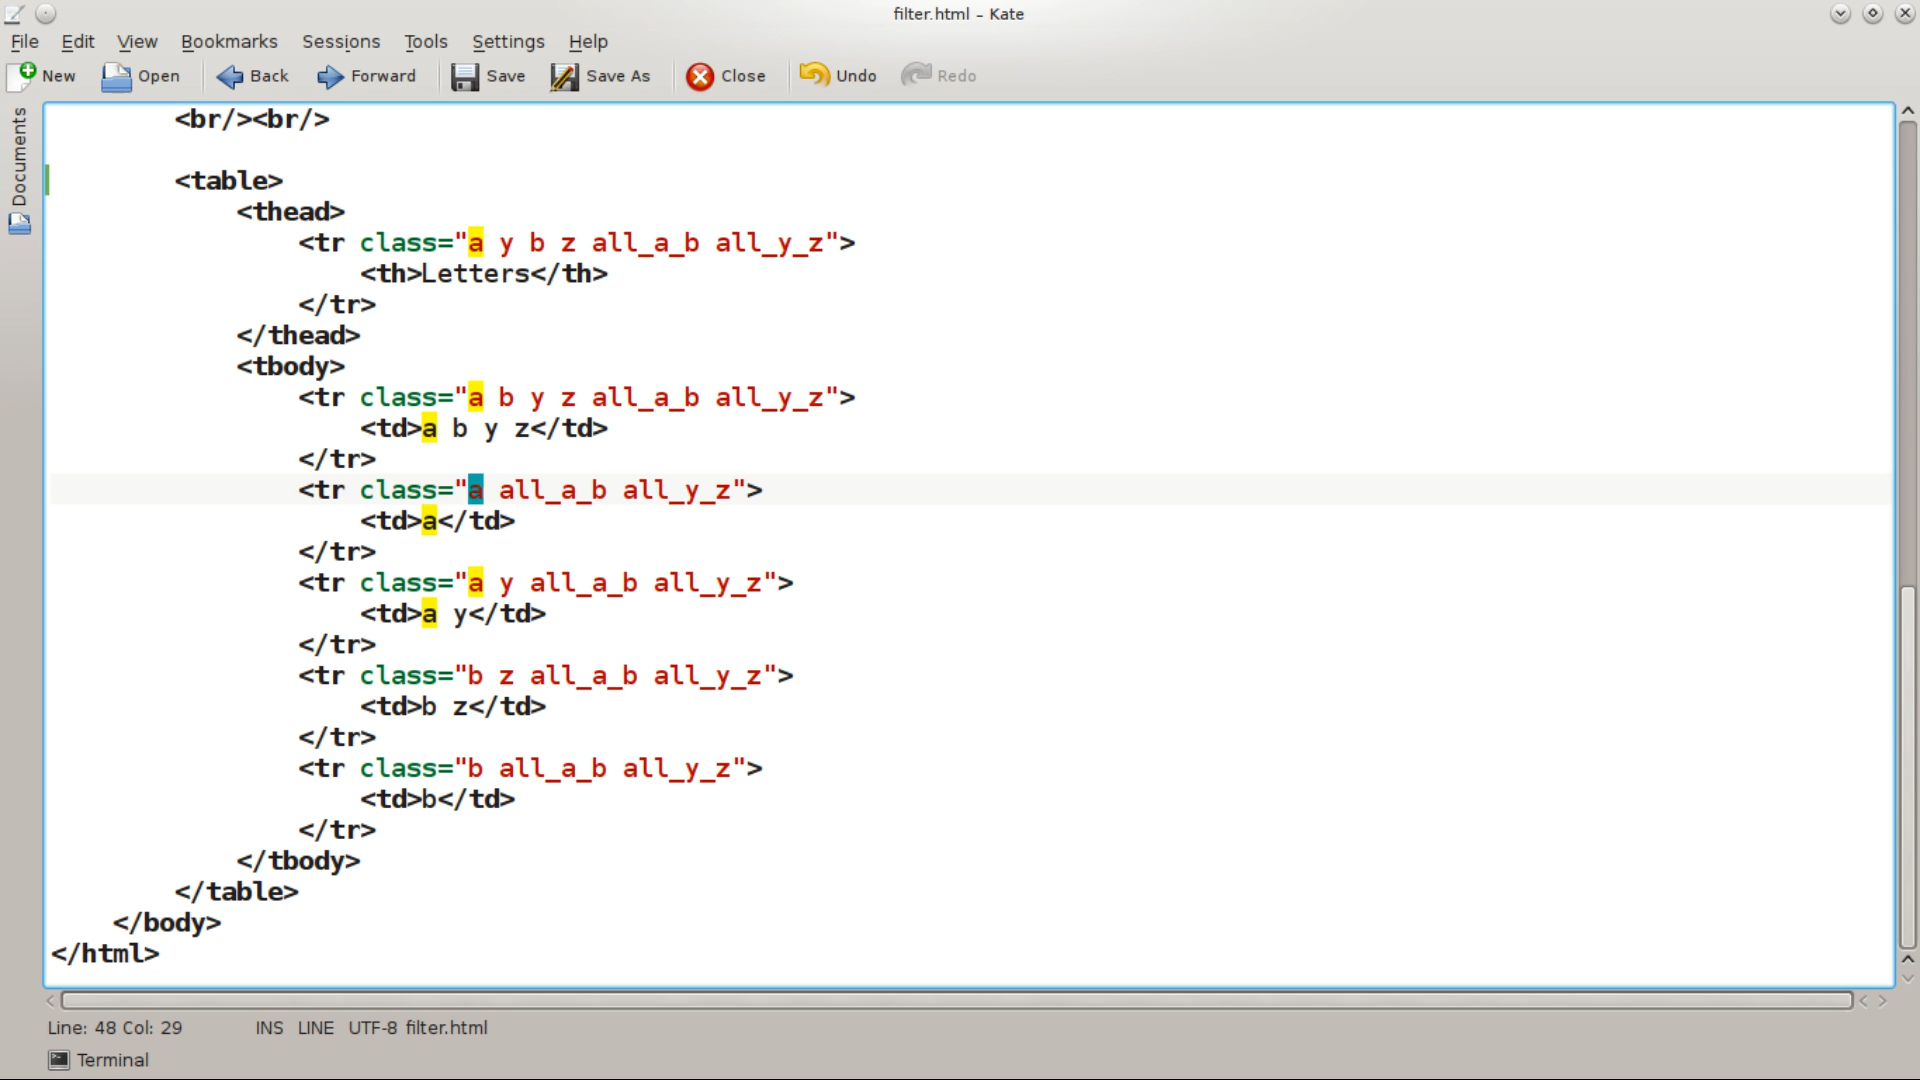 filter.html – Kate
File Edit View Bookmarks Sessions Tools Settings Help
New Open Back Forward Save Save As Close Undo Redo
Documents
<br/><br/>
<table>
<thead>
<tr class="a y b z all_a_b all_y_z">
<th>Letters</th>
</tr>
</thead>
<tbody>
<tr class="a b y z all_a_b all_y_z">
<td>a b y z</td>
</tr>
<tr class="a all_a_b all_y_z">
<td>a</td>
</tr>
<tr class="a y all_a_b all_y_z">
<td>a y</td>
</tr>
<tr class="b z all_a_b all_y_z">
<td>b z</td>
</tr>
<tr class="b all_a_b all_y_z">
<td>b</td>
</tr>
</tbody>
</table>
</body>
</html>
Line: 48 Col: 29 INS LINE UTF-8 filter.html
Terminal